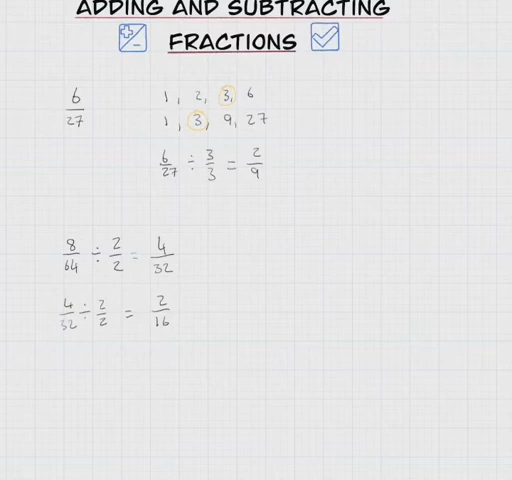 ADDING AND SUBTRACTING
FRACTIONS
6/27
1, 2, 3, 6
1, 3, 9, 27
6/27 ÷ 3/3 = 2/9
8/64 ÷ 2/2 = 4/32
4/32 ÷ 2/2 = 2/16